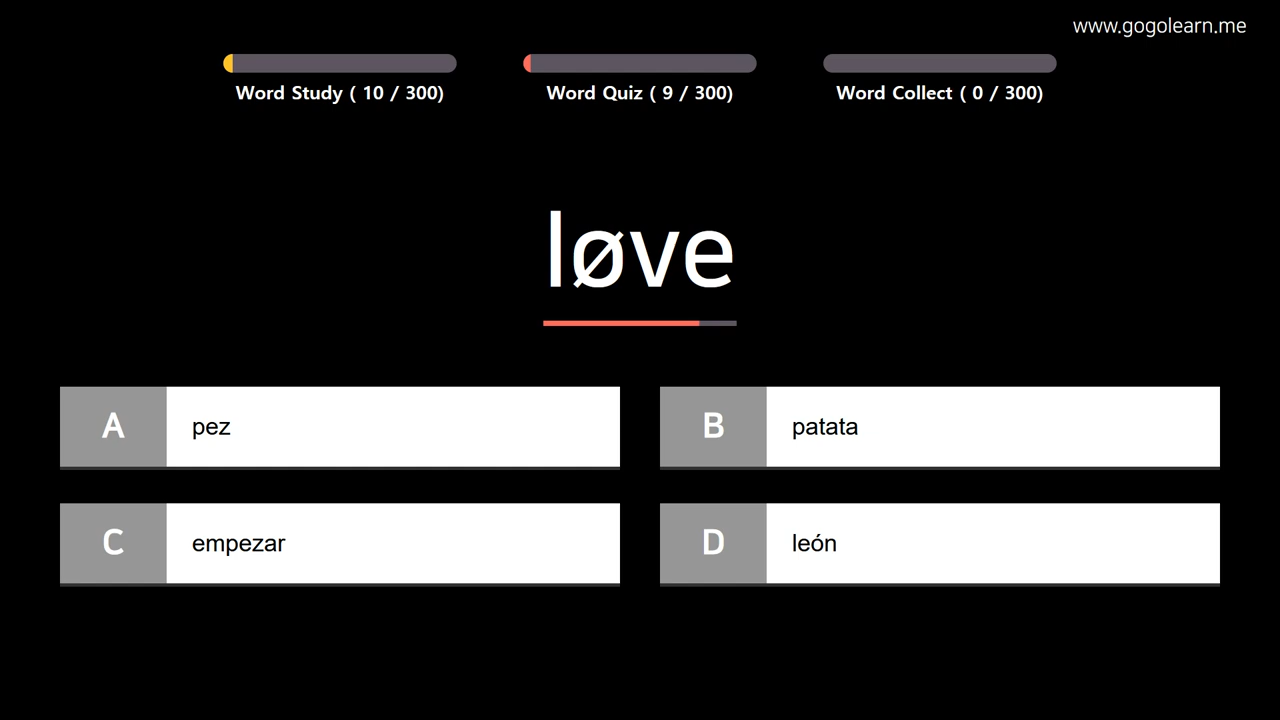 www.gogolearn.me
Word Study ( 10 / 300)
Word Quiz ( 9 / 300)
Word Collect ( 0 / 300)
løve
A pez
B patata
C empezar
D león